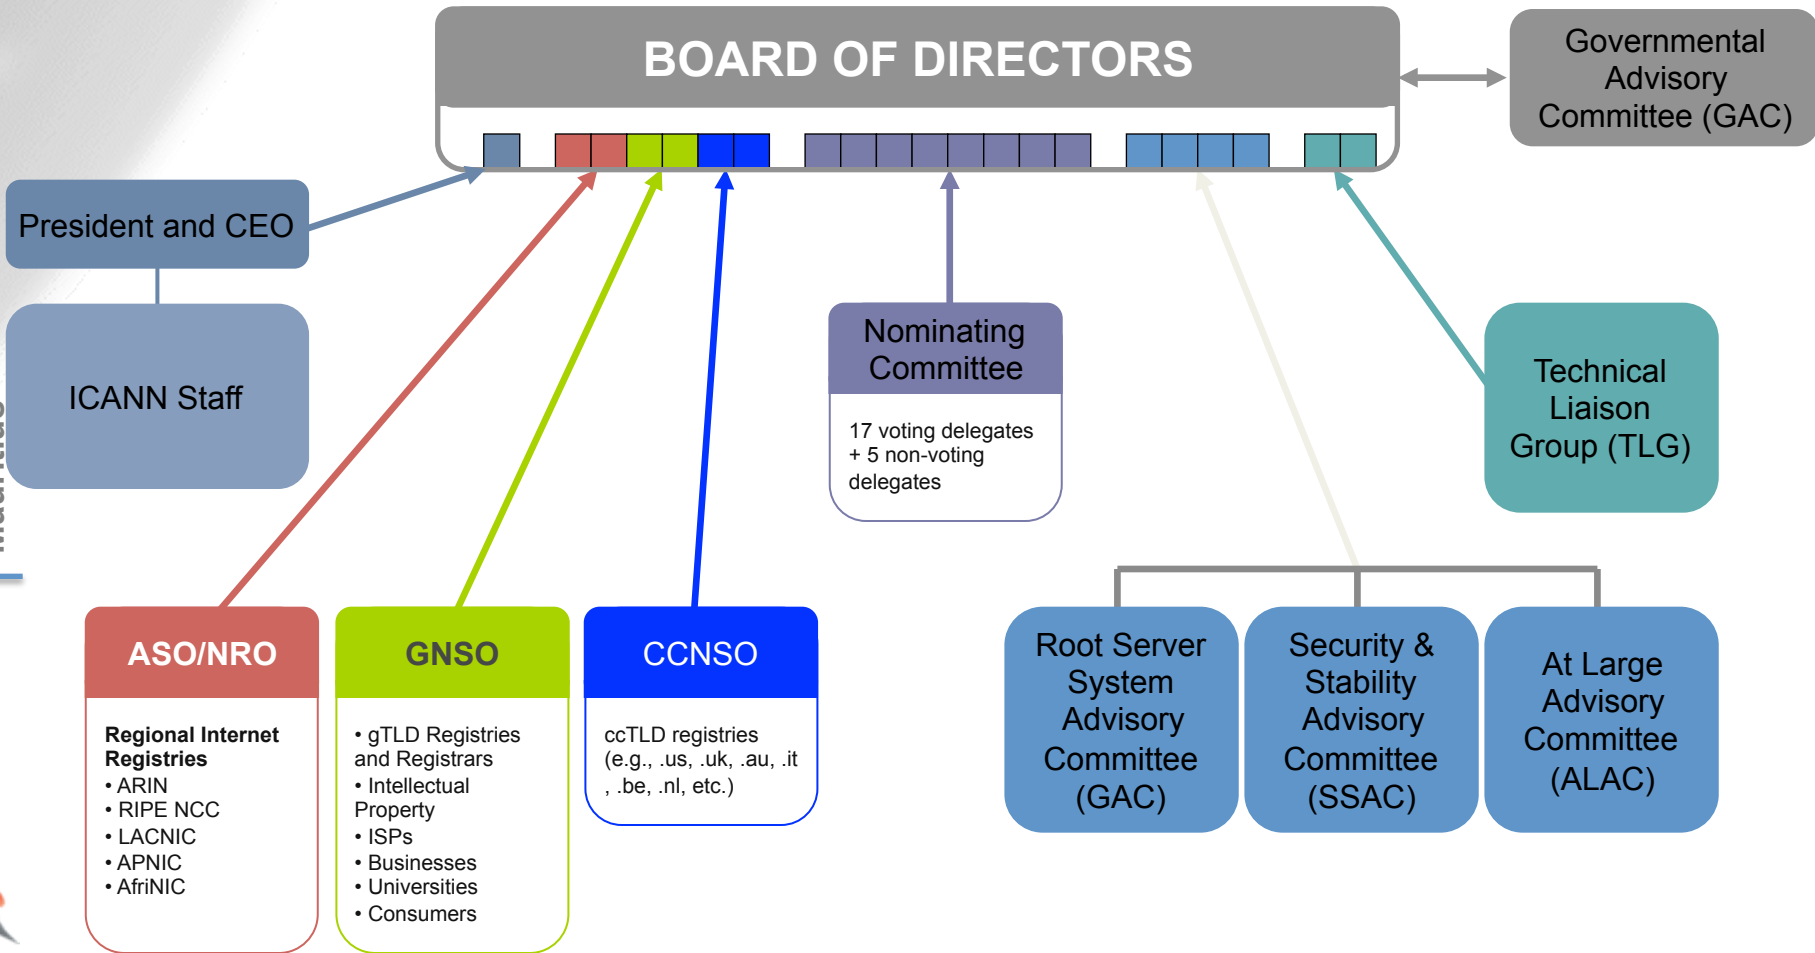 BOARD OF DIRECTORS
Governmental
Advisory
Committee (GAC)
President and CEO
ICANN Staff
Nominating
Committee
17 voting delegates
+ 5 non-voting
delegates
Technical
Liaison
Group (TLG)
ASO/NRO
Regional Internet
Registries
• ARIN
• RIPE NCC
• LACNIC
• APNIC
• AfriNIC
GNSO
• gTLD Registries
and Registrars
• Intellectual
Property
• ISPs
• Businesses
• Universities
• Consumers
CCNSO
ccTLD registries
(e.g., .us, .uk, .au, .it
, .be, .nl, etc.)
Root Server
System
Advisory
Committee
(GAC)
Security &
Stability
Advisory
Committee
(SSAC)
At Large
Advisory
Committee
(ALAC)